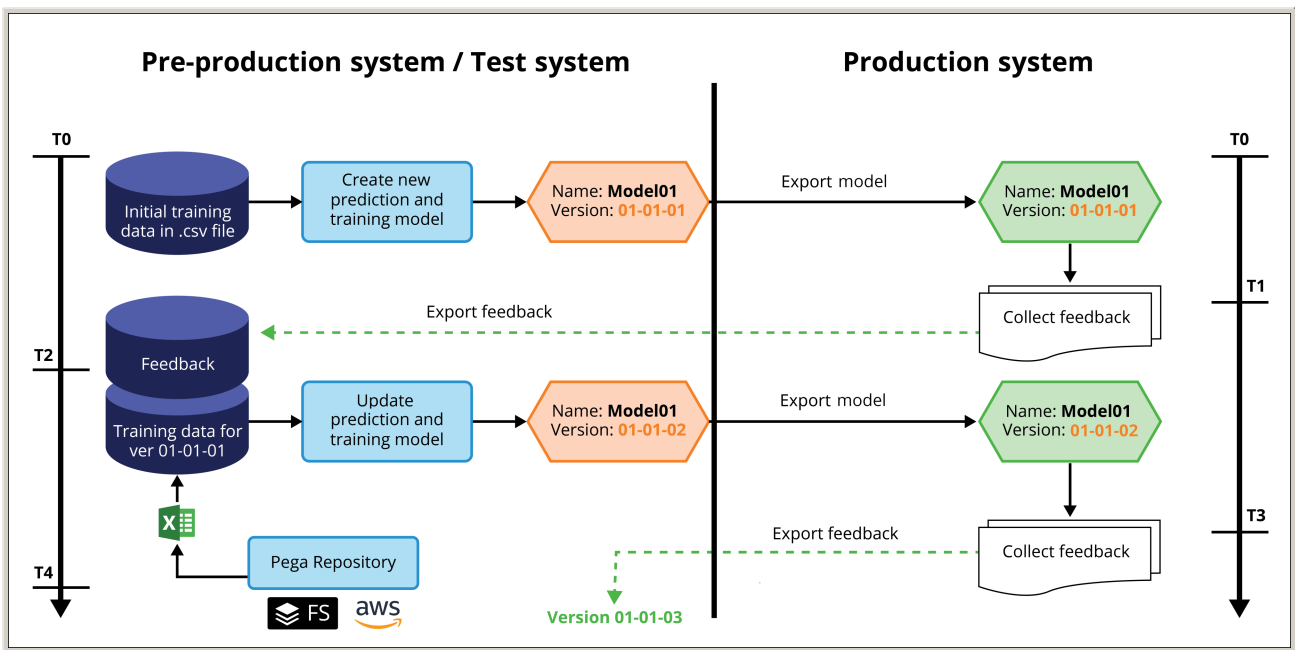 Pre-production system / Test system
Production system
T0
T0
Initial training
data in .csv file
Create new
prediction and
training model
Name: Model01
Version: 01-01-01
Export model
Name: Model01
Version: 01-01-01
T1
Export feedback
Collect feedback
T2
Feedback
Training data for
ver 01-01-01
Update
prediction and
training model
Name: Model01
Version: 01-01-02
Export model
Name: Model01
Version: 01-01-02
T3
X
Export feedback
Collect feedback
Pega Repository
T4
FS
aws
Version 01-01-03